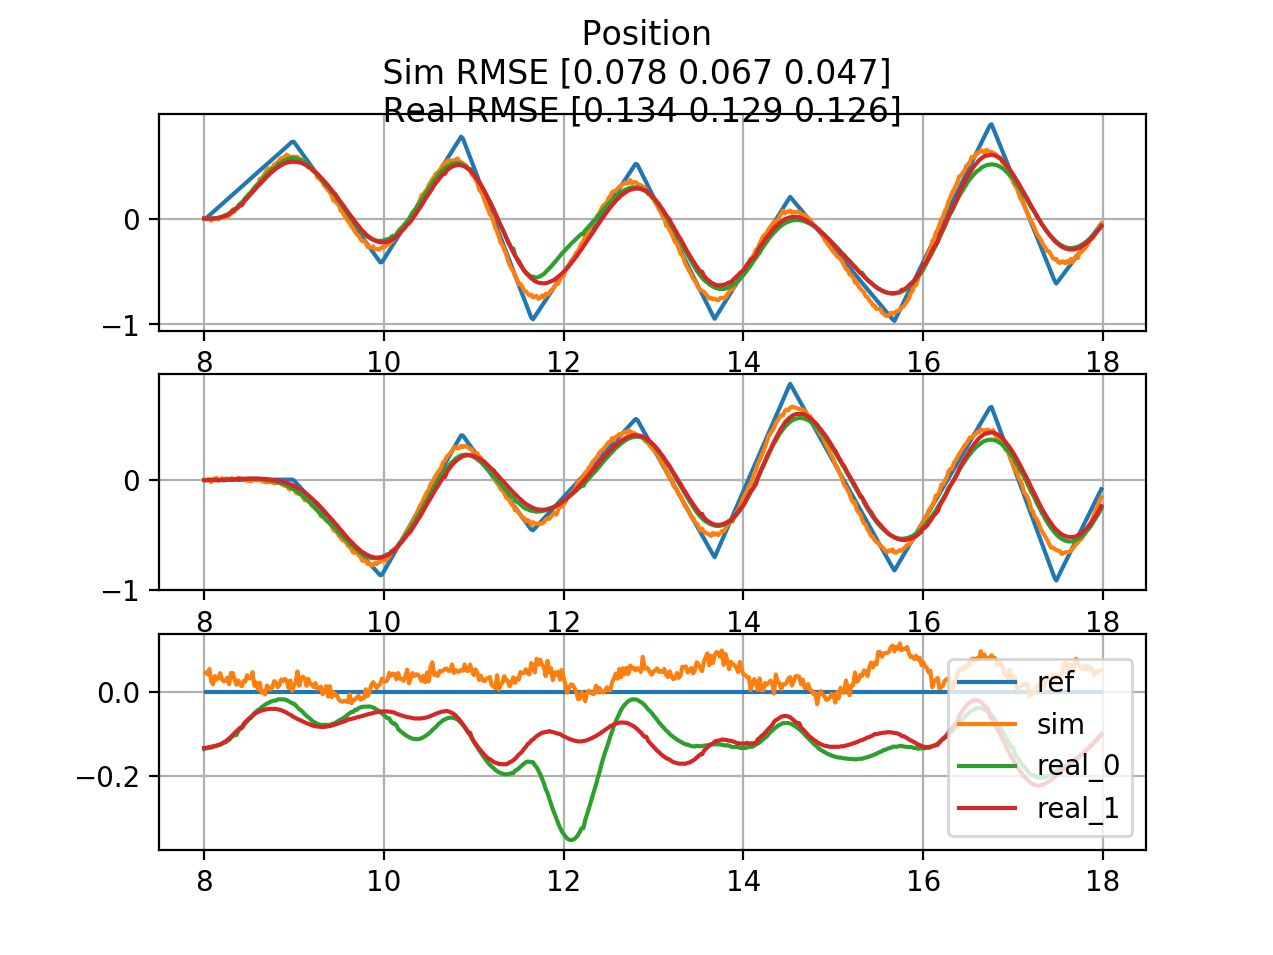 Position
Sim RMSE [0.078 0.067 0.047]
Real RMSE [0.134 0.129 0.126]
0
−1
8 10 12 14 16 18
0
−1
8 10 12 14 16 18
0.0
−0.2
ref
sim
real_0
real_1
8 10 12 14 16 18